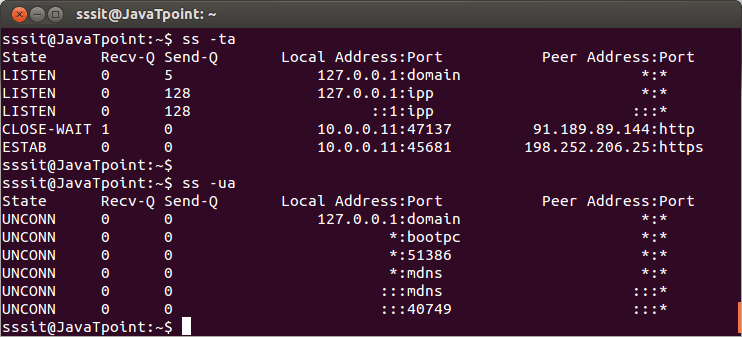 sssit@JavaTpoint: ~
sssit@JavaTpoint:~$ ss -ta
State Recv-Q Send-Q Local Address:Port Peer Address:Port
LISTEN 0 5 127.0.0.1:domain *:*
LISTEN 0 128 127.0.0.1:ipp *:*
LISTEN 0 128 ::1:ipp :::*
CLOSE-WAIT 1 0 10.0.0.11:47137 91.189.89.144:http
ESTAB 0 0 10.0.0.11:45681 198.252.206.25:https
sssit@JavaTpoint:~$
sssit@JavaTpoint:~$ ss -ua
State Recv-Q Send-Q Local Address:Port Peer Address:Port
UNCONN 0 0 127.0.0.1:domain *:*
UNCONN 0 0 *:bootpc *:*
UNCONN 0 0 *:51386 *:*
UNCONN 0 0 *:mdns *:*
UNCONN 0 0 :::mdns :::*
UNCONN 0 0 :::40749 :::*
sssit@JavaTpoint:~$